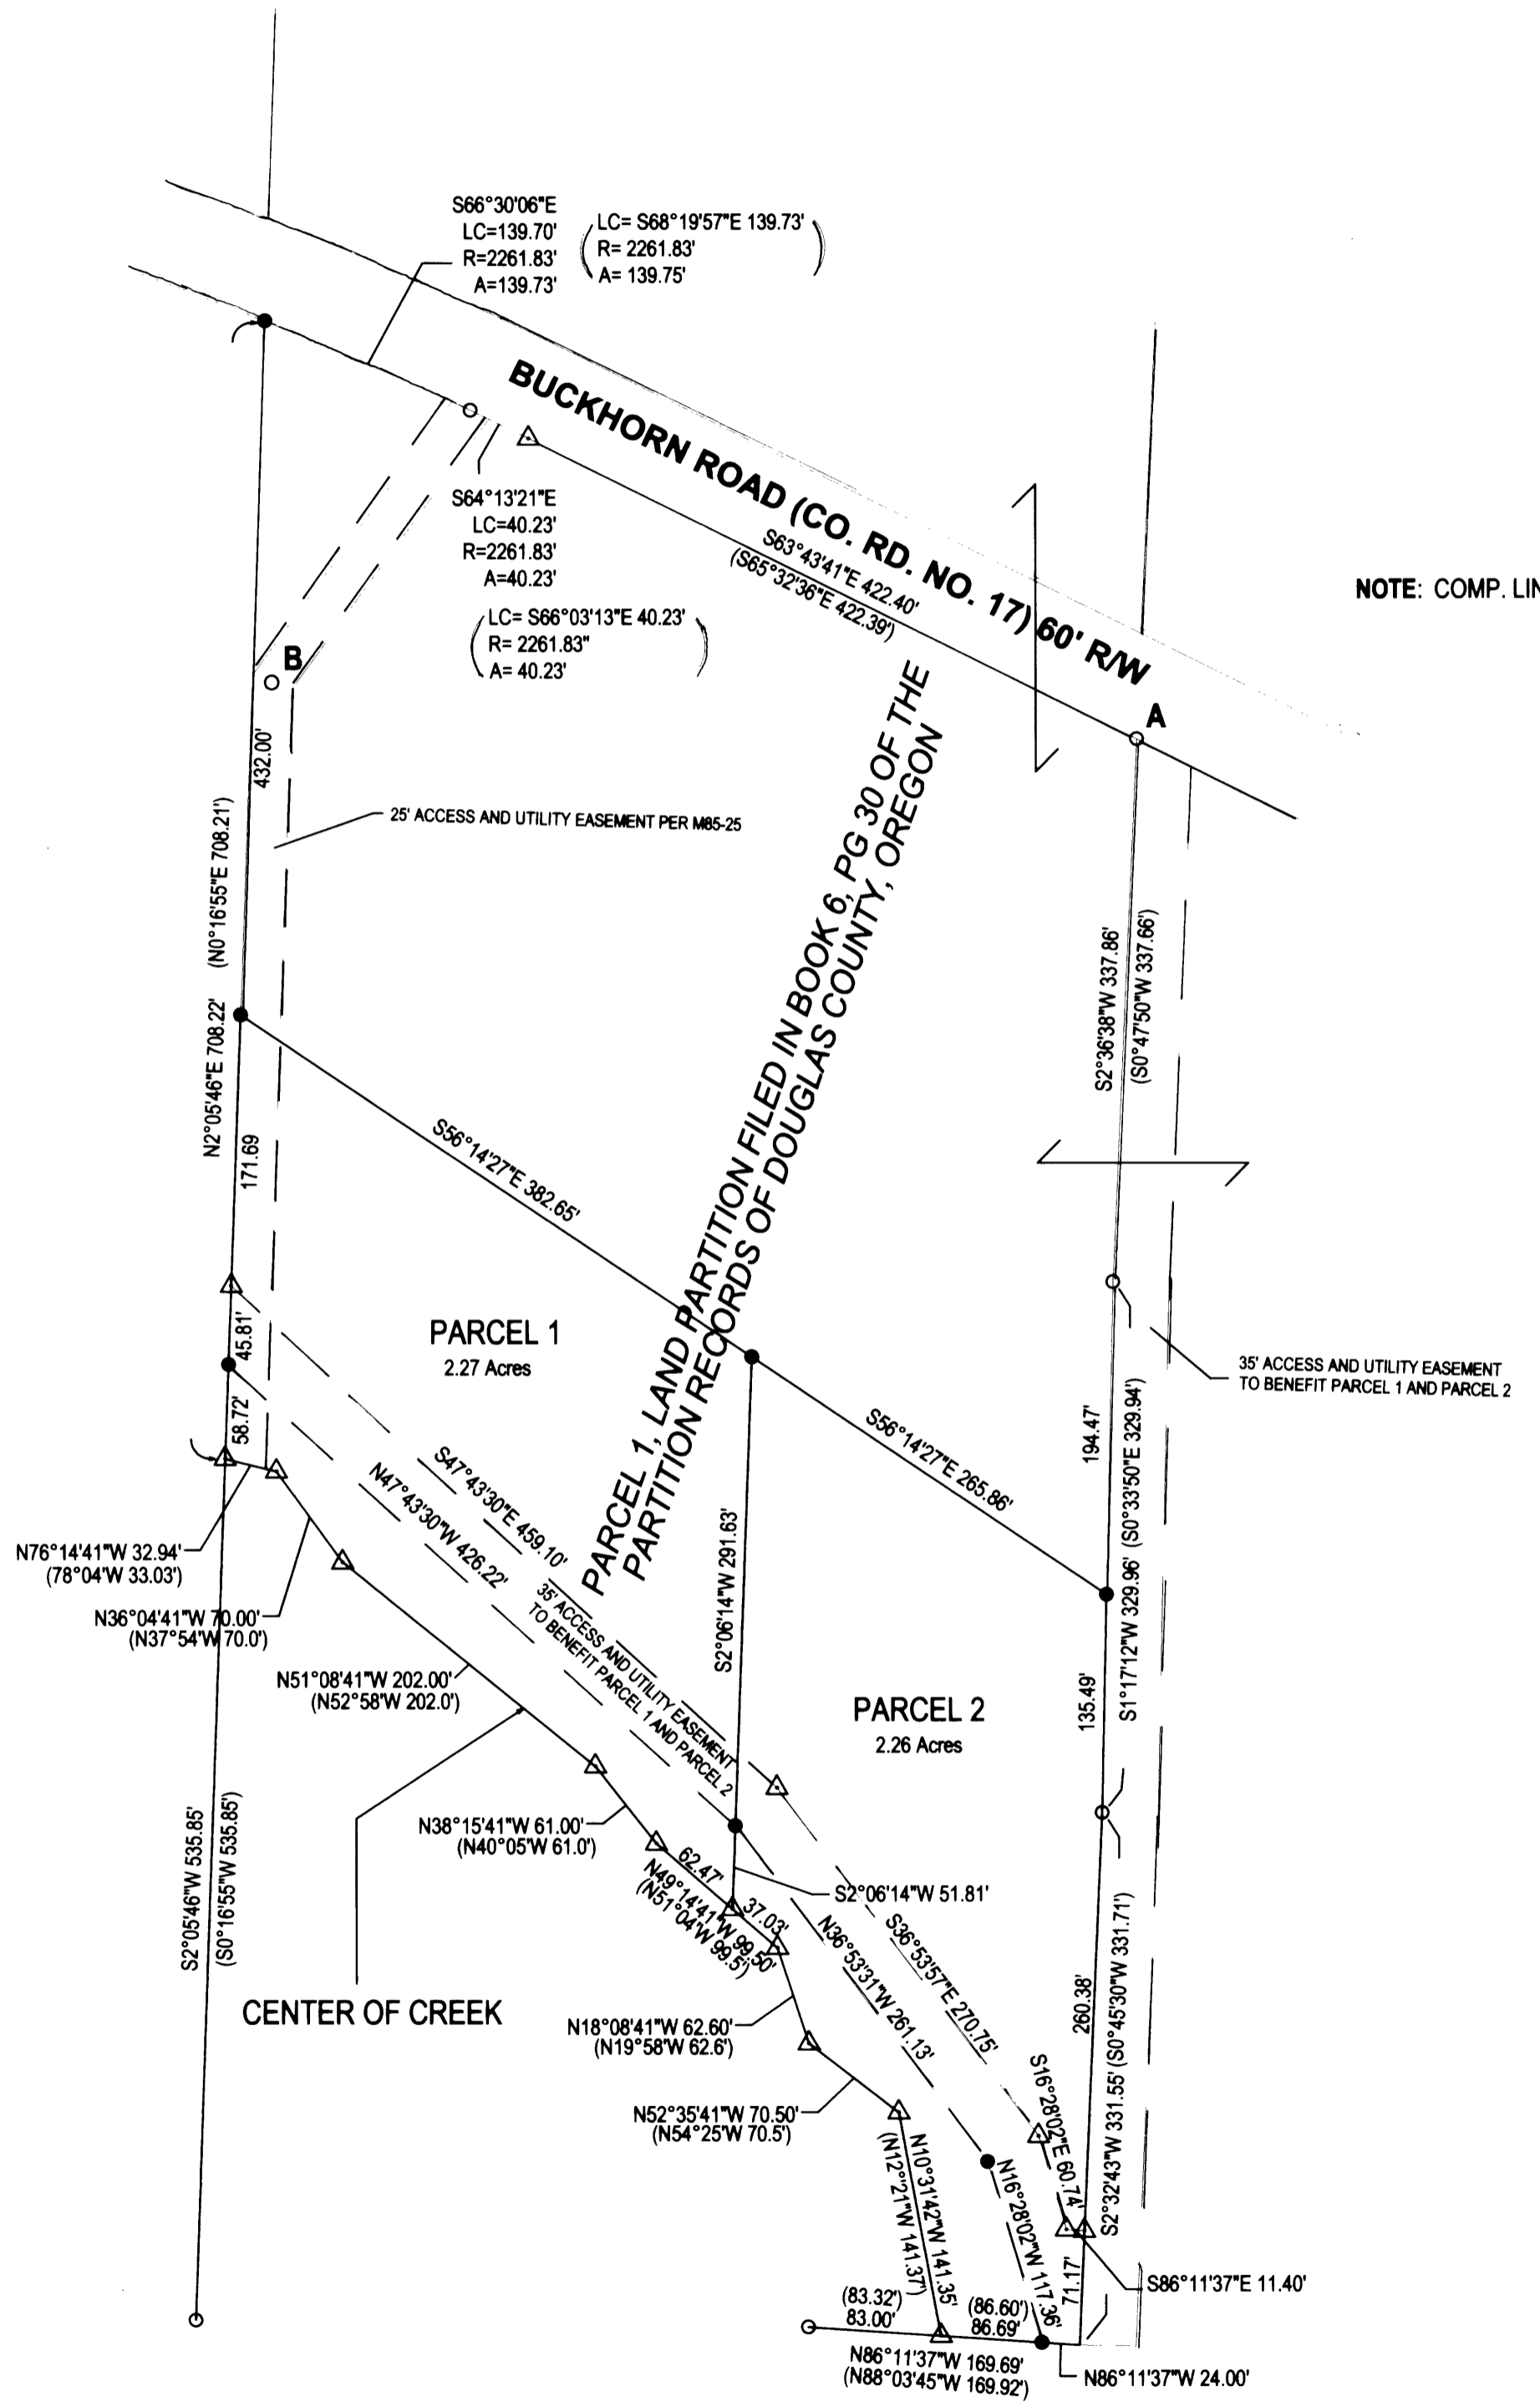 S66°30'06"E
LC=139.70'
R=2261.83'
A=139.73'
LC= S68°19'57"E 139.73'
R= 2261.83'
A= 139.75'
BUCKHORN ROAD (CO. RD. NO. 17) 60' R/W
S64°13'21"E
LC=40.23'
R=2261.83'
A=40.23'
LC= S66°03'13"E 40.23'
R= 2261.83"
A= 40.23'
S63°43'41"E 422.40'
(S65°32'36"E 422.39')
NOTE: COMP. LIN
B
A
432.00'
25' ACCESS AND UTILITY EASEMENT PER M85-25
N2°05'46"E 708.22' (N0°16'55"E 708.21')
PARCEL 1, LAND PARTITION FILED IN BOOK 6, PG 30 OF THE
PARTITION RECORDS OF DOUGLAS COUNTY, OREGON
S2°36'38"W 337.86'
(S0°47'50"W 337.66')
171.69
S56°14'27"E 382.65'
PARCEL 1
2.27 Acres
45.81'
58.72'
35' ACCESS AND UTILITY EASEMENT
TO BENEFIT PARCEL 1 AND PARCEL 2
S56°14'27"E 265.86'
194.47'
S1°17'12"W 329.96' (S0°33'50"E 329.94')
S47°43'30"E 459.10'
N47°43'30"W 426.22'
35' ACCESS AND UTILITY EASEMENT
TO BENEFIT PARCEL 1 AND PARCEL 2
S2°06'14"W 291.63'
N76°14'41"W 32.94'
(78°04'W 33.03')
N36°04'41"W 70.00'
(N37°54'W 70.0')
N51°08'41"W 202.00'
(N52°58'W 202.0')
PARCEL 2
2.26 Acres
135.49'
N38°15'41"W 61.00'
(N40°05'W 61.0')
62.47'
37.03'
N49°14'41"W 99.50'
(N51°04'W 99.5')
S2°06'14"W 51.81'
S2°05'46"W 535.85'
(S0°16'55"W 535.85')
CENTER OF CREEK
N36°53'31"W 261.13'
S36°53'57"E 270.75'
260.38'
S2°32'43"W 331.55' (S0°45'30"W 331.71')
N18°08'41"W 62.60'
(N19°58'W 62.6')
N52°35'41"W 70.50'
(N54°25'W 70.5')
S16°28'02"E 60.74'
N10°31'42"W 141.35'
(N12°21'W 141.37')
N16°28'02"W 117.36'
71.17'
S86°11'37"E 11.40'
(83.32')
83.00'
(86.60')
86.69'
N86°11'37"W 169.69'
(N88°03'45"W 169.92')
N86°11'37"W 24.00'